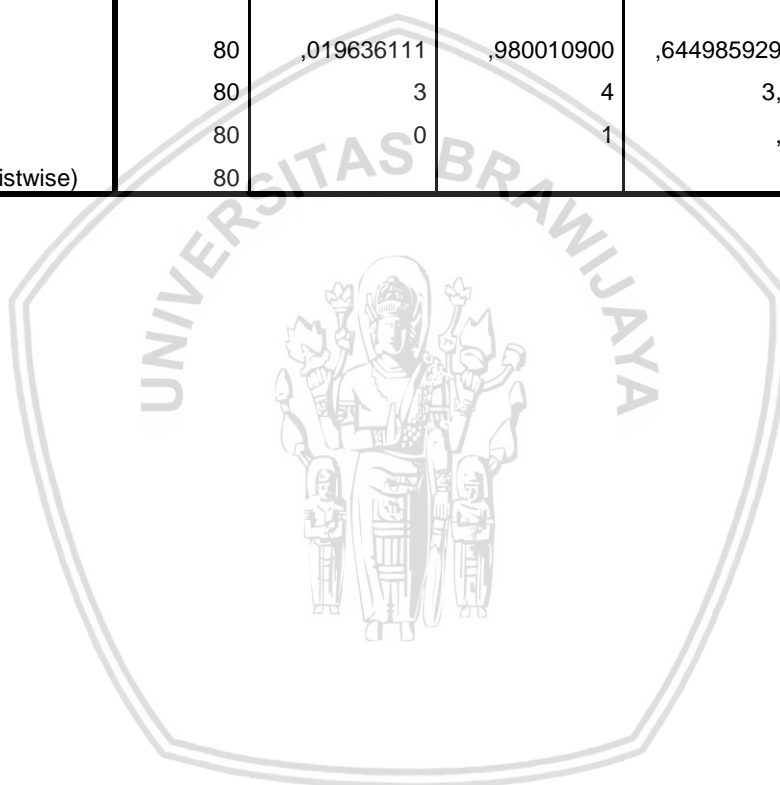 80 ,019636111 ,980010900 ,644985929
80 3 4 3,
80 0 1 ,
istwise) 80
UNIVERSITAS BRAWIJAYA